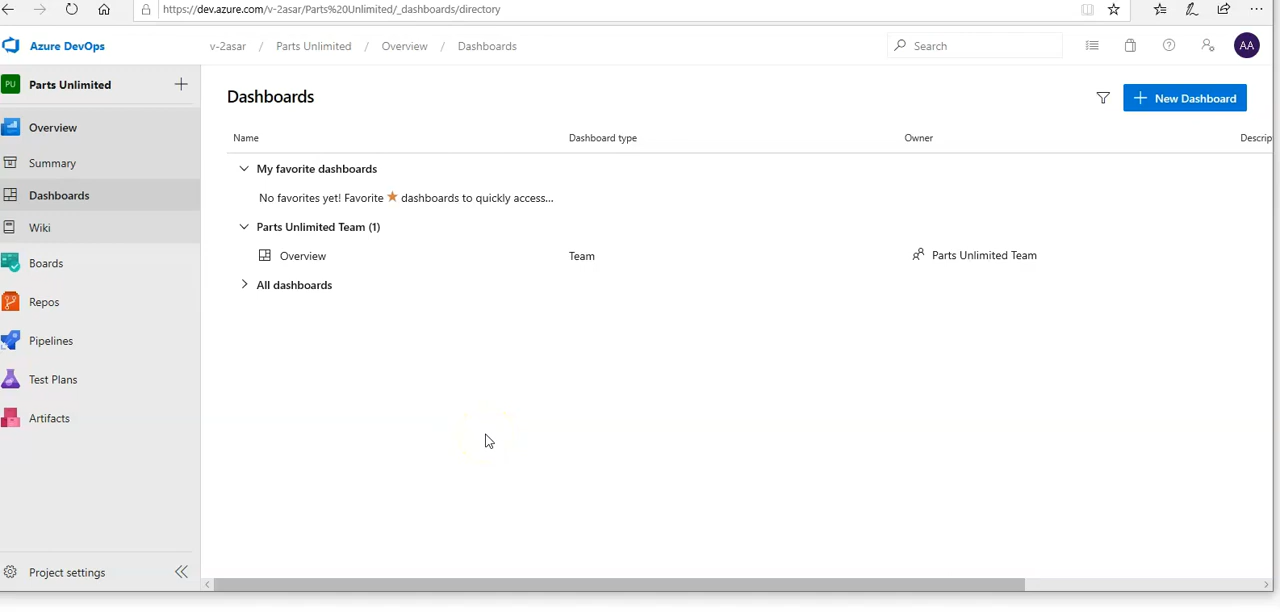 https://dev.azure.com/v-2asar/Parts%20Unlimited/_dashboards/directory
Azure DevOps
v-2asar / Parts Unlimited / Overview / Dashboards
Search
AA
PU Parts Unlimited
Overview
Summary
Dashboards
Wiki
Boards
Repos
Pipelines
Test Plans
Artifacts
Project settings
Dashboards
New Dashboard
Name Dashboard type Owner Descrip
My favorite dashboards
No favorites yet! Favorite ★ dashboards to quickly access...
Parts Unlimited Team (1)
Overview Team Parts Unlimited Team
All dashboards